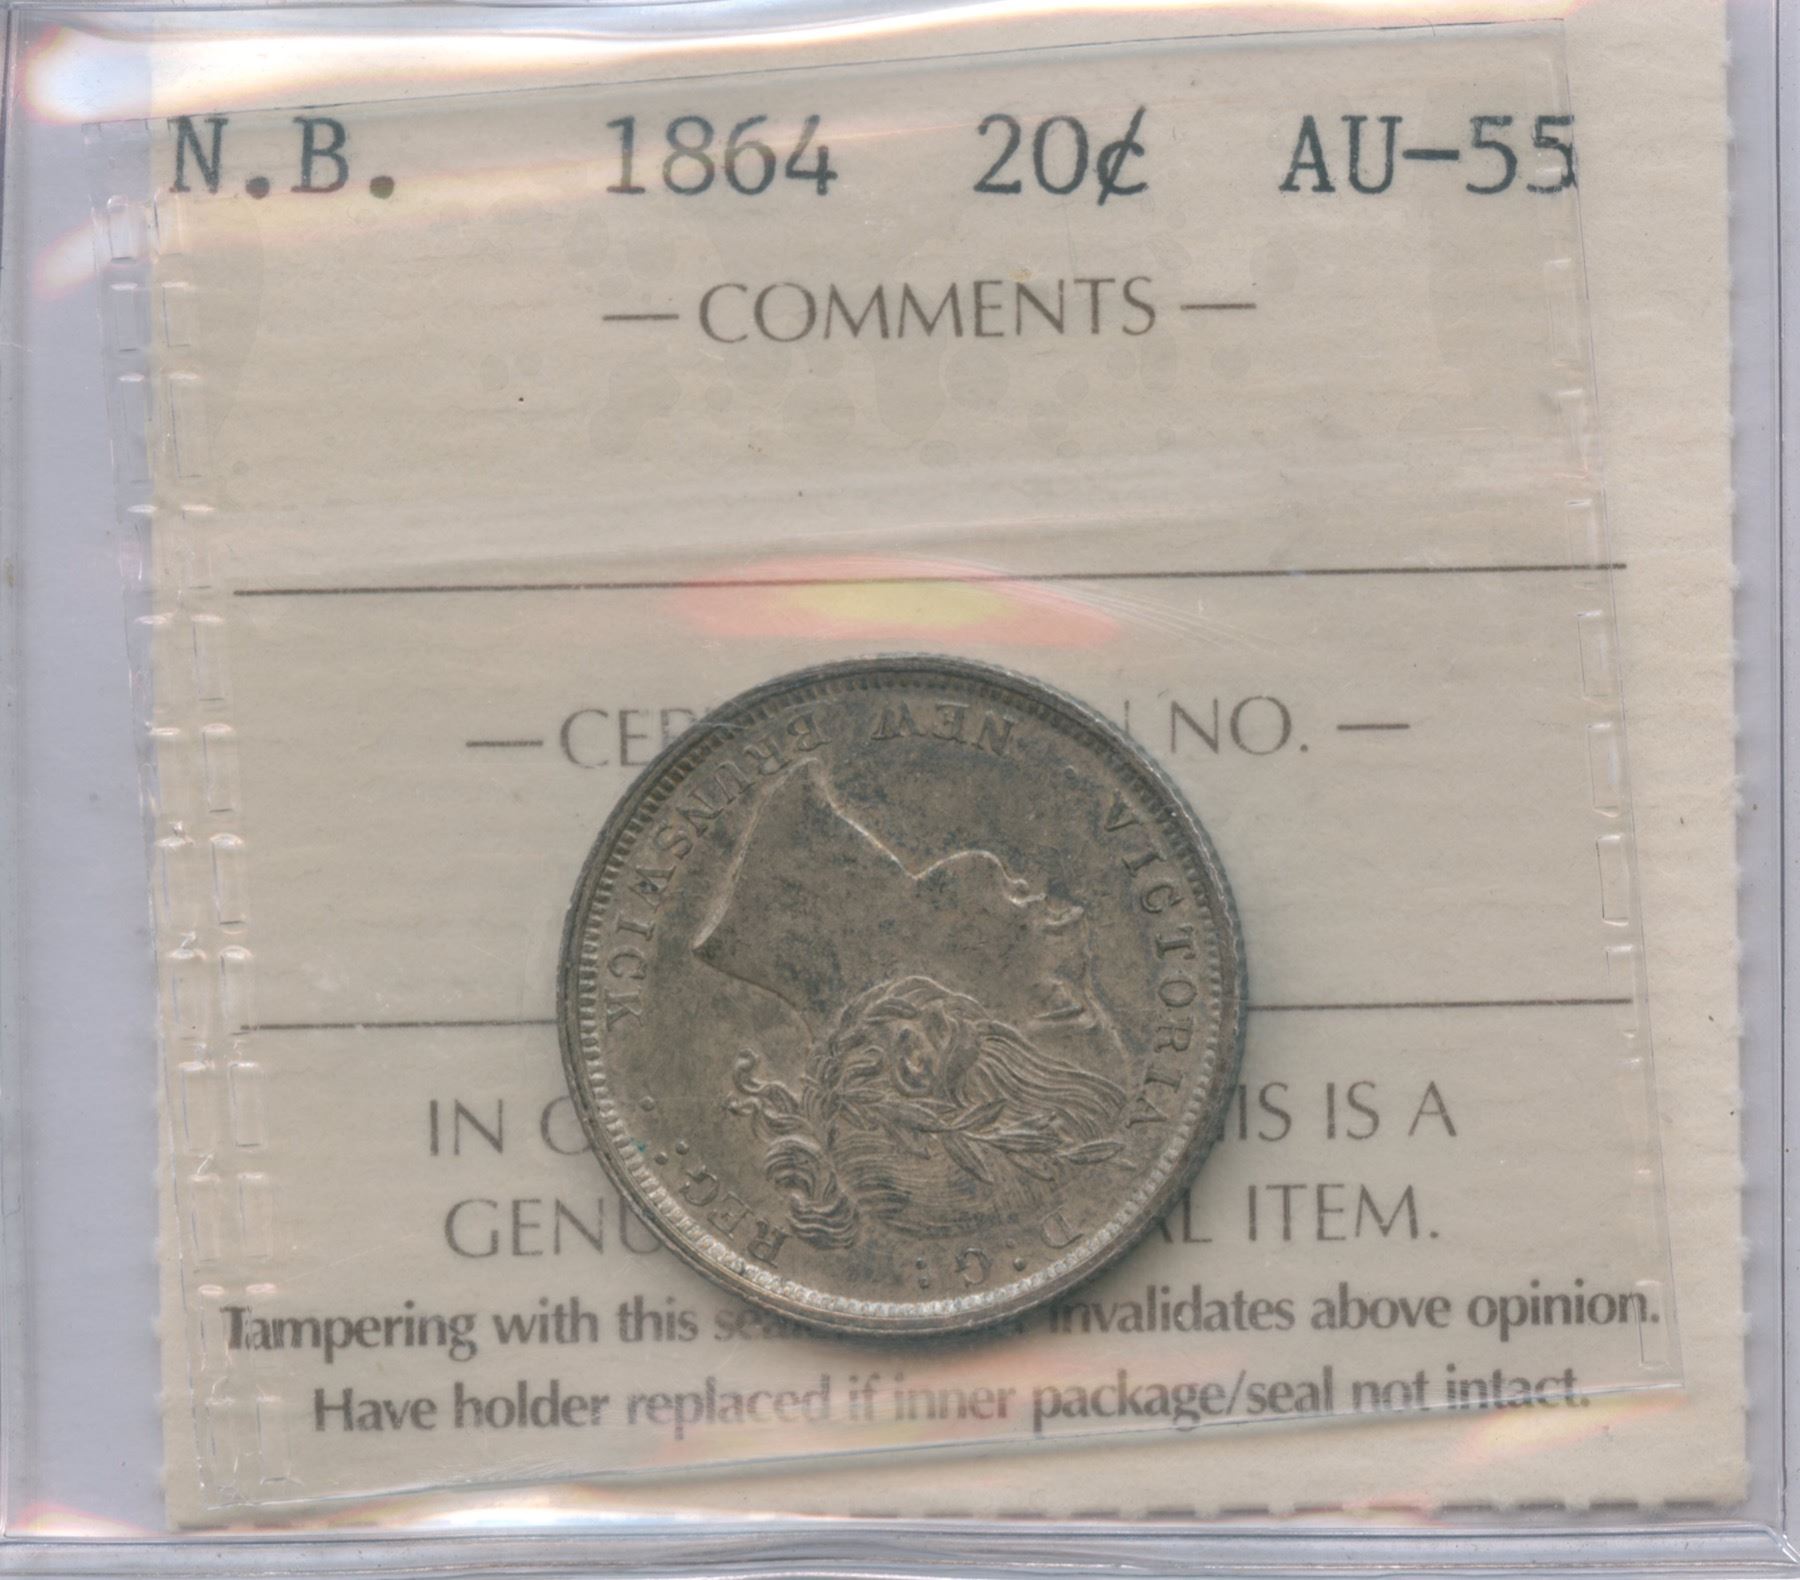 N.B. 1864 20¢ AU-55
— COMMENTS —
NO. —
IN
IS A
ITEM.
Tampering with this invalidates above opinion.
Have holder replaced if inner package/seal not intact.
VICTORIA D:G: REG:
NEW BRUNSWICK